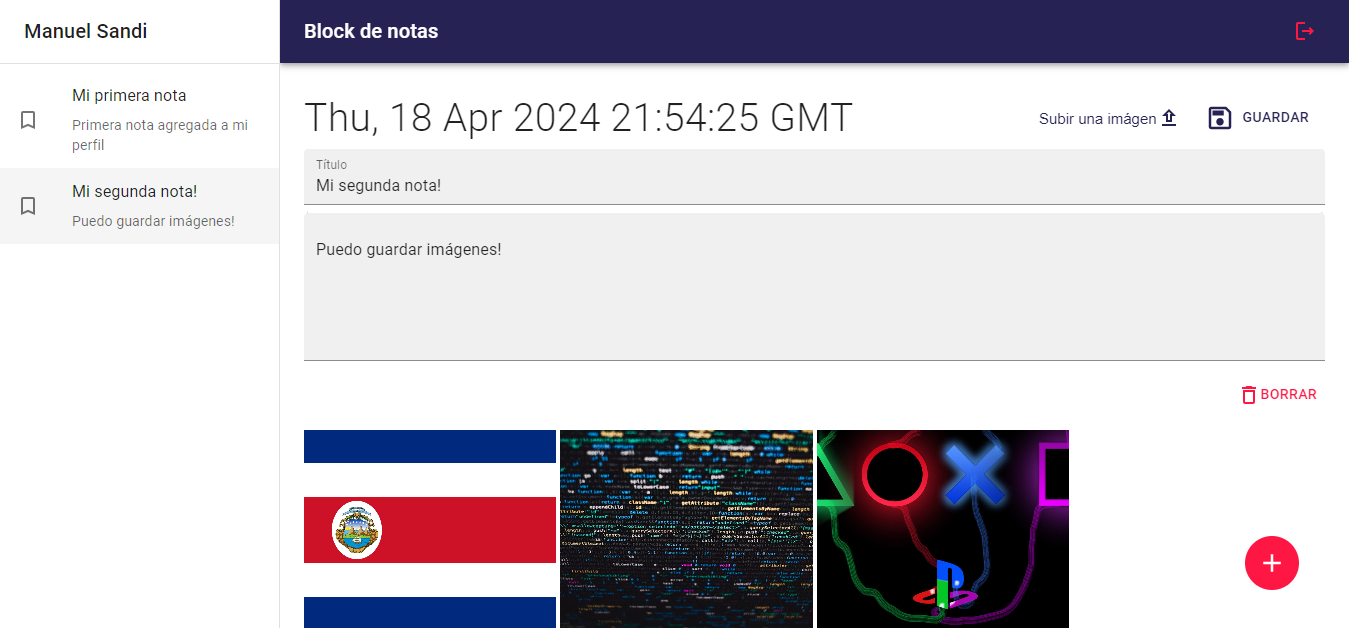 Manuel Sandi
Block de notas
Mi primera nota
Primera nota agregada a mi
perfil
Mi segunda nota!
Puedo guardar imágenes!
Thu, 18 Apr 2024 21:54:25 GMT
Subir una imágen
GUARDAR
Título
Mi segunda nota!
Puedo guardar imágenes!
BORRAR